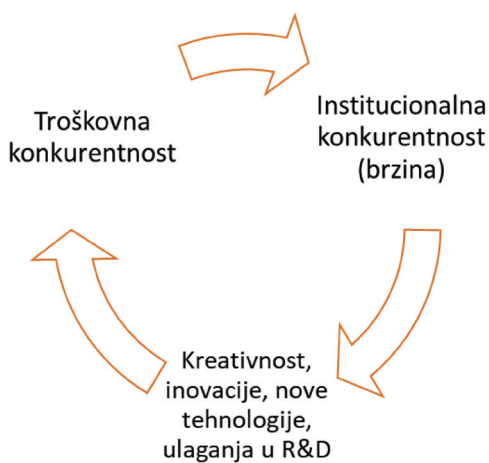 Troškovna
konkurentnost
Institucionalna
konkurentnost
(brzina)
Kreativnost,
inovacije, nove
tehnologije,
ulaganja u R&D